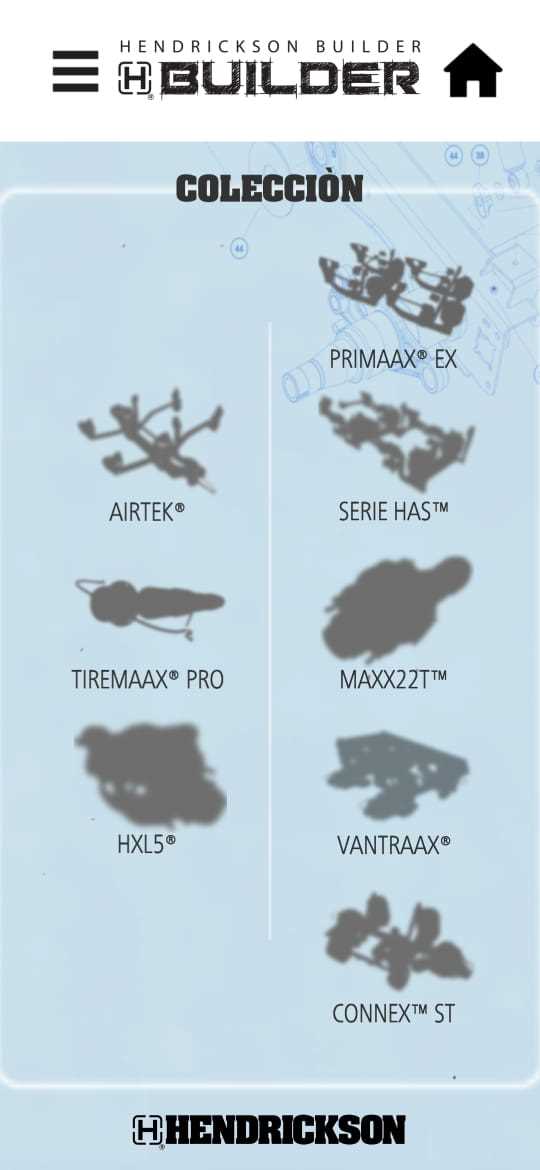 HENDRICKSON BUILDER
H® BUILDER
COLECCIÒN
44 38
44
PRIMAAX® EX
AIRTEK®
SERIE HAS™
TIREMAAX® PRO
MAXX22T™
HXL5®
VANTRAAX®
CONNEX™ ST
H® HENDRICKSON